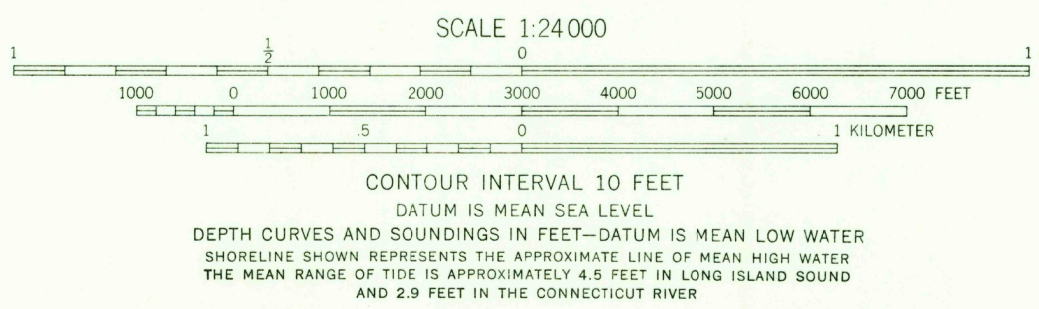 SCALE 1:24 000
1 ½ 0 1
1000 0 1000 2000 3000 4000 5000 6000 7000 FEET
1 .5 0 1 KILOMETER
CONTOUR INTERVAL 10 FEET
DATUM IS MEAN SEA LEVEL
DEPTH CURVES AND SOUNDINGS IN FEET—DATUM IS MEAN LOW WATER
SHORELINE SHOWN REPRESENTS THE APPROXIMATE LINE OF MEAN HIGH WATER
THE MEAN RANGE OF TIDE IS APPROXIMATELY 4.5 FEET IN LONG ISLAND SOUND
AND 2.9 FEET IN THE CONNECTICUT RIVER